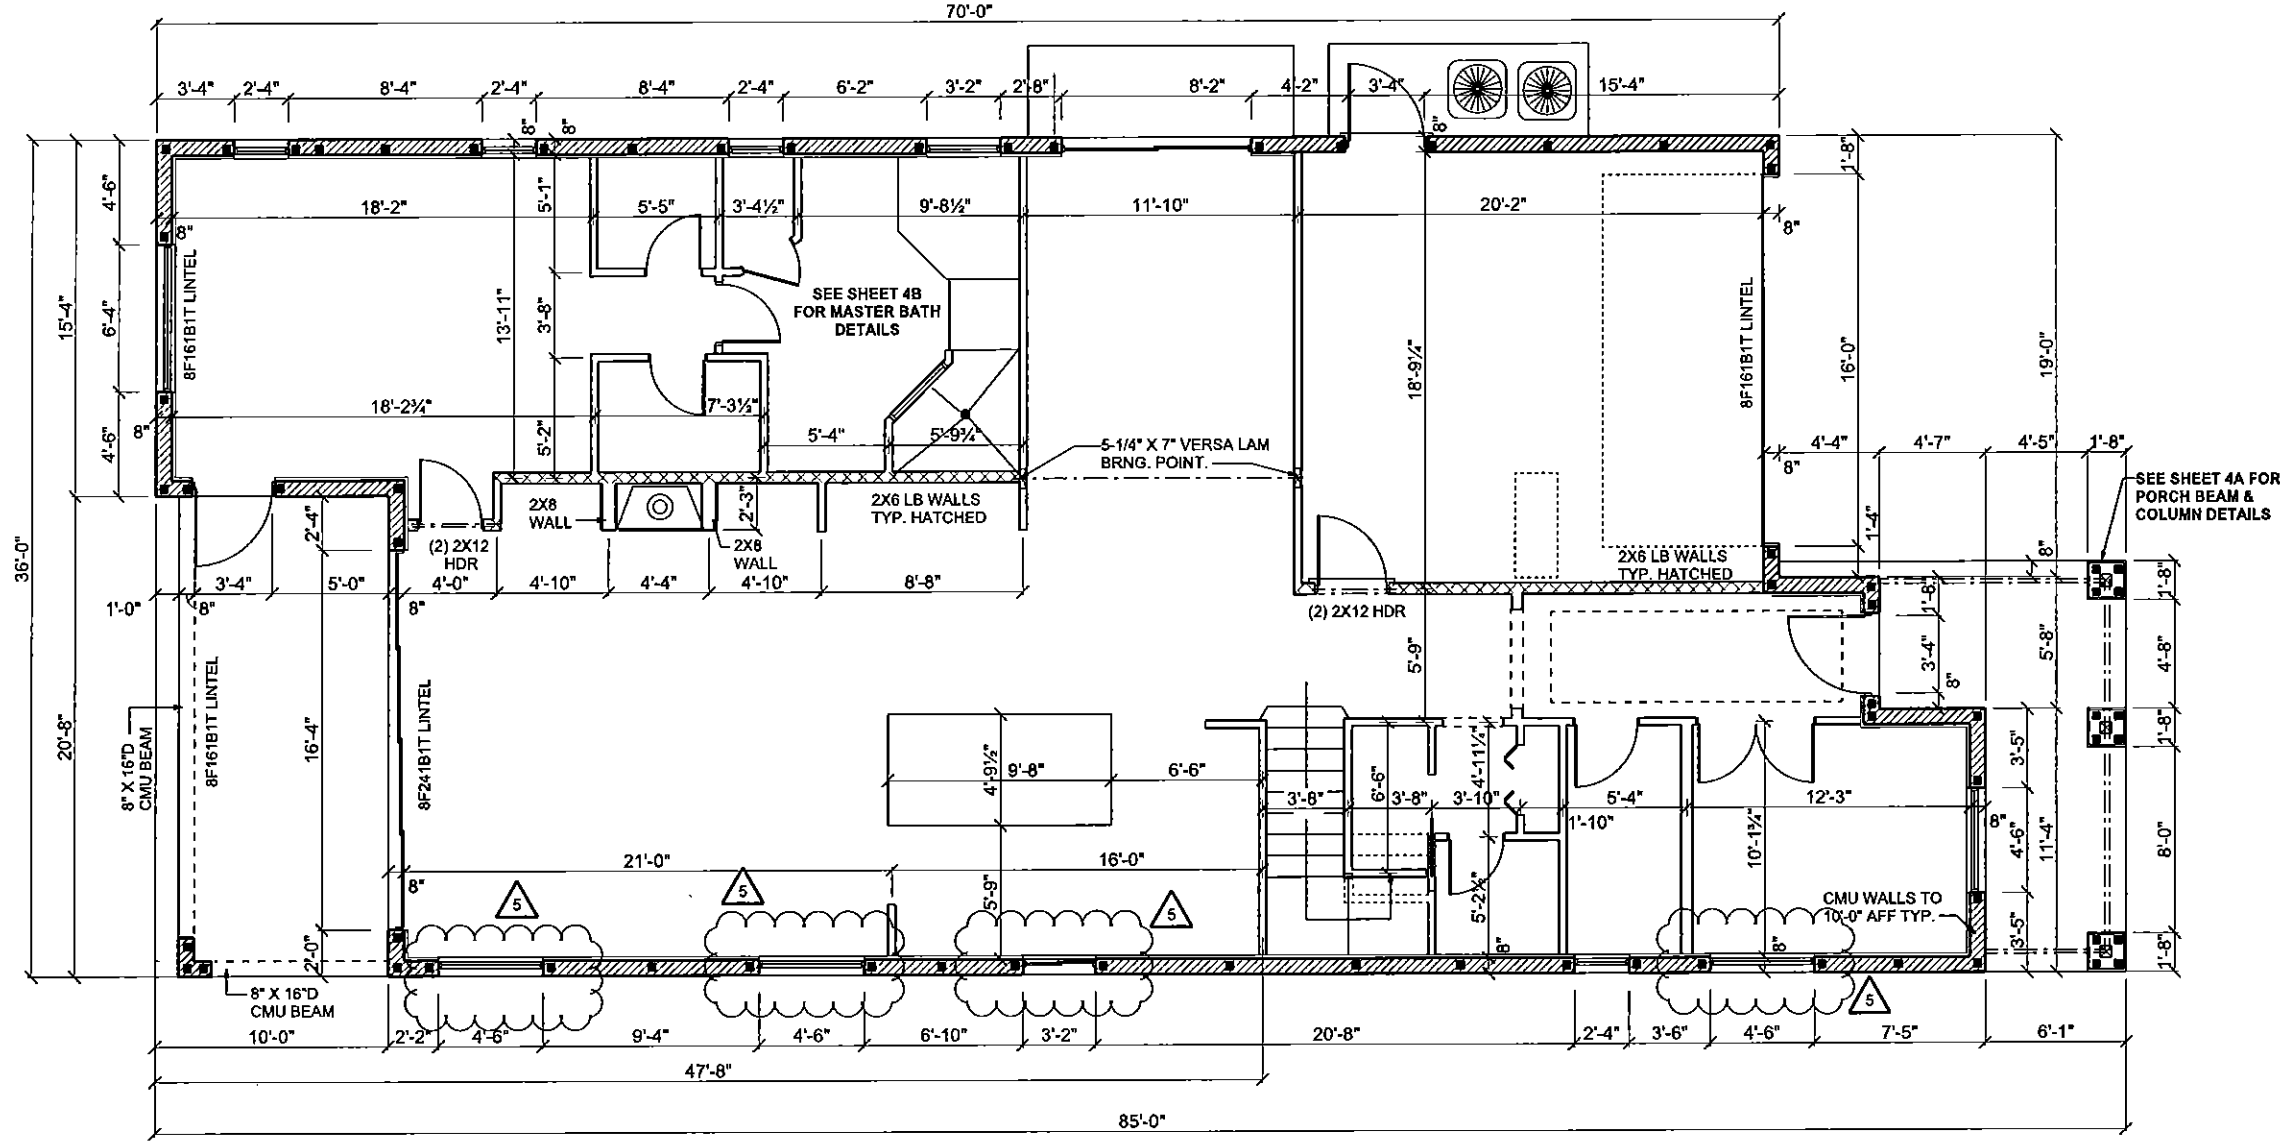 70'-0"
3'-4" 2'-4" 8'-4" 2'-4" 8'-4" 2'-4" 6'-2" 3'-2" 2'-8" 8'-2" 4'-2" 3'-4" 15'-4"
8" 8" 8"
36'-0"
15'-4"
20'-8"
4'-6"
6'-4"
4'-6"
8"
8F161B1T LINTEL
8"
18'-2" 5'-5" 3'-4½" 9'-8½" 11'-10" 20'-2"
8"
5'-1"
13'-11"
3'-8"
5'-2"
SEE SHEET 4B
FOR MASTER BATH
DETAILS
18'-2¾" 7'-3½"
5'-4" 5'-9¾"
5-1/4" X 7" VERSA LAM
BRNG. POINT.
18'-9¼"
8F161B1T LINTEL
1'-8"
16'-0"
19'-0"
1'-4"
8"
4'-4" 4'-7" 4'-5" 1'-8"
8"
SEE SHEET 4A FOR
PORCH BEAM &
COLUMN DETAILS
2X8
WALL
2'-3"
2X6 LB WALLS
TYP. HATCHED
2X8
WALL
(2) 2X12
HDR
2'-4"
1'-0" 8" 3'-4" 5'-0" 8" 4'-0" 4'-10" 4'-4" 4'-10" 8'-8"
2X6 LB WALLS
TYP. HATCHED
(2) 2X12 HDR
1'-8"
3'-4"
8"
5'-8"
1'-8"
4'-8"
1'-8"
8'-0"
1'-8"
8F161B1T LINTEL
8" X 16"D
CMU BEAM
16'-4"
8F241B1T LINTEL
5'-9"
4'-9½"
9'-8" 6'-6"
3'-8" 6'-6" 3'-8" 3'-10" 4'-11¼" 1'-10" 5'-4" 12'-3" 8"
10'-1¾"
3'-5"
4'-6"
3'-5"
11'-4"
21'-0" 16'-0"
8"
5'-9"
5'-2½"
8"
8"
CMU WALLS TO
10'-0" AFF TYP.
5 5 5 5
2'-0"
8" X 16"D
CMU BEAM
10'-0" 2'-2" 4'-6" 9'-4" 4'-6" 6'-10" 3'-2" 20'-8" 2'-4" 3'-6" 4'-6" 7'-5" 6'-1"
47'-8"
85'-0"